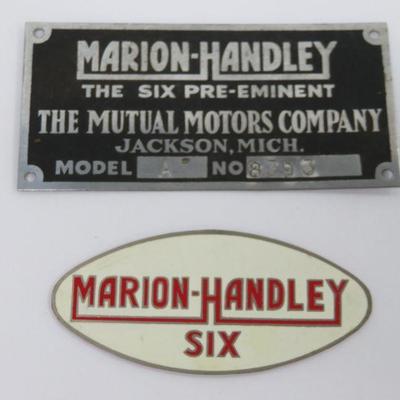 MARION-HANDLEY
THE SIX PRE-EMINENT
THE MUTUAL MOTORS COMPANY
JACKSON, MICH.
MODEL A NO
MARION-HANDLEY
SIX